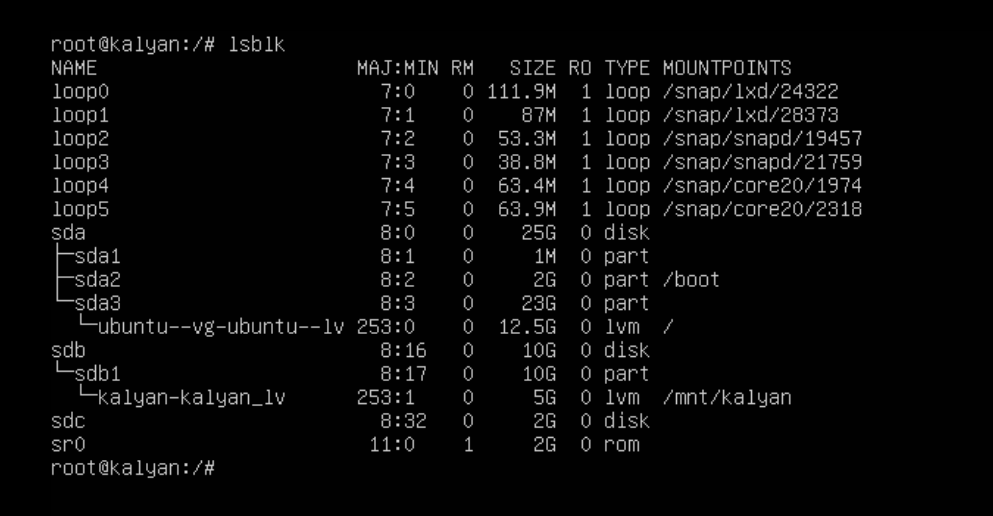 root@kalyan:/# lsblk
NAME                      MAJ:MIN RM   SIZE RO TYPE MOUNTPOINTS
loop0                       7:0    0 111.9M  1 loop /snap/lxd/24322
loop1                       7:1    0    87M  1 loop /snap/lxd/28373
loop2                       7:2    0  53.3M  1 loop /snap/snapd/19457
loop3                       7:3    0  38.8M  1 loop /snap/snapd/21759
loop4                       7:4    0  63.4M  1 loop /snap/core20/1974
loop5                       7:5    0  63.9M  1 loop /snap/core20/2318
sda                         8:0    0    25G  0 disk
├─sda1                      8:1    0     1M  0 part
├─sda2                      8:2    0     2G  0 part /boot
└─sda3                      8:3    0    23G  0 part
  └─ubuntu--vg-ubuntu--lv 253:0    0  12.5G  0 lvm  /
sdb                         8:16   0    10G  0 disk
└─sdb1                      8:17   0    10G  0 part
  └─kalyan-kalyan_lv      253:1    0     5G  0 lvm  /mnt/kalyan
sdc                         8:32   0     2G  0 disk
sr0                        11:0    1     2G  0 rom
root@kalyan:/#